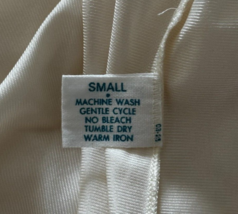 SMALL
•
MACHINE WASH
GENTLE CYCLE
NO BLEACH
TUMBLE DRY
WARM IRON